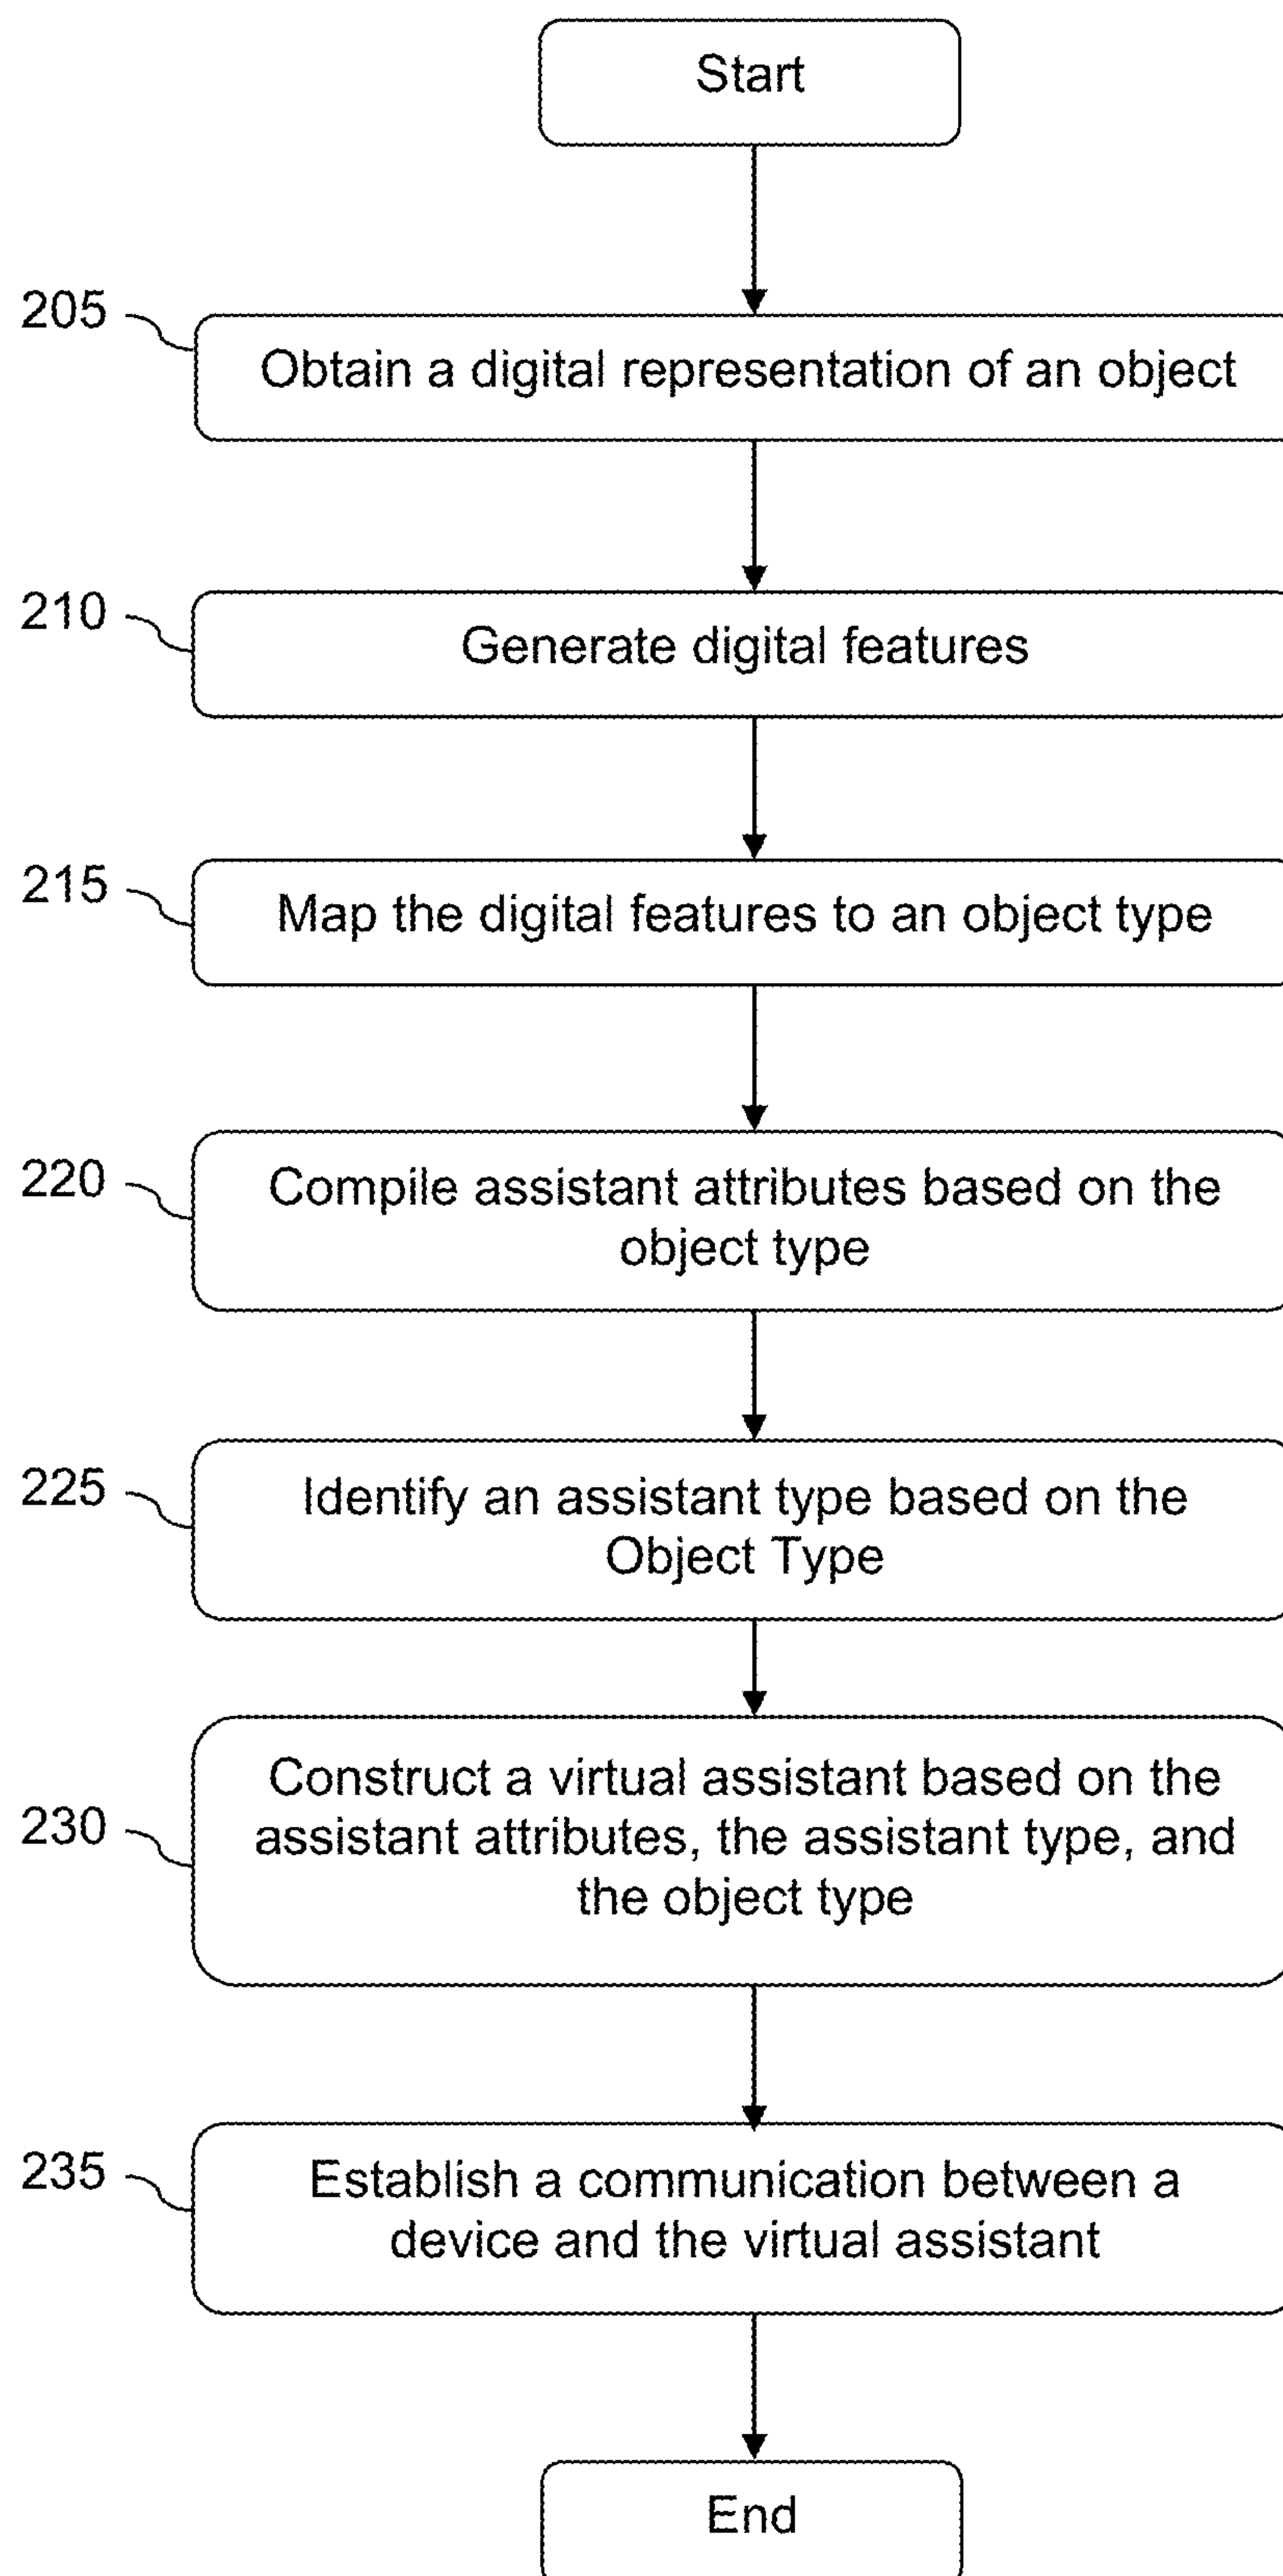 Start
205
Obtain a digital representation of an object
210
Generate digital features
215
Map the digital features to an object type
220
Compile assistant attributes based on the
object type
225
Identify an assistant type based on the
Object Type
230
Construct a virtual assistant based on the
assistant attributes, the assistant type, and
the object type
235
Establish a communication between a
device and the virtual assistant
End